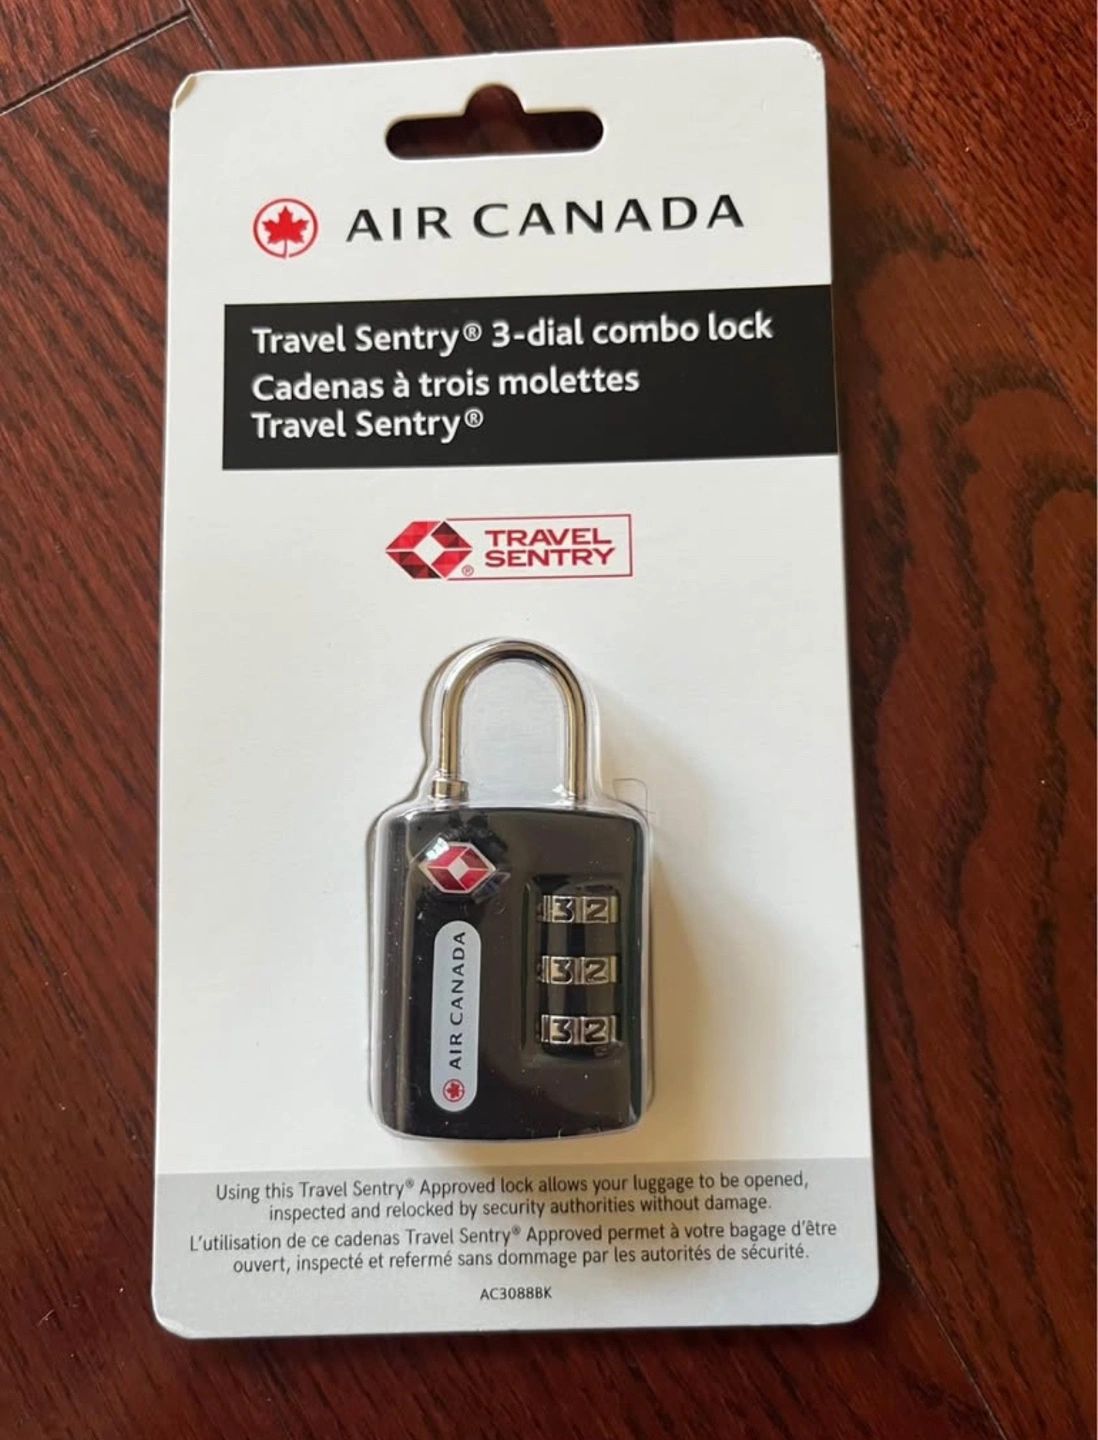 AIR CANADA
Travel Sentry® 3-dial combo lock
Cadenas à trois molettes
Travel Sentry®
TRAVEL
SENTRY®
32
32
32
AIR CANADA
Using this Travel Sentry® Approved lock allows your luggage to be opened,
inspected and relocked by security authorities without damage.
L'utilisation de ce cadenas Travel Sentry® Approved permet à votre bagage d'être
ouvert, inspecté et refermé sans dommage par les autorités de sécurité.
AC3088BK